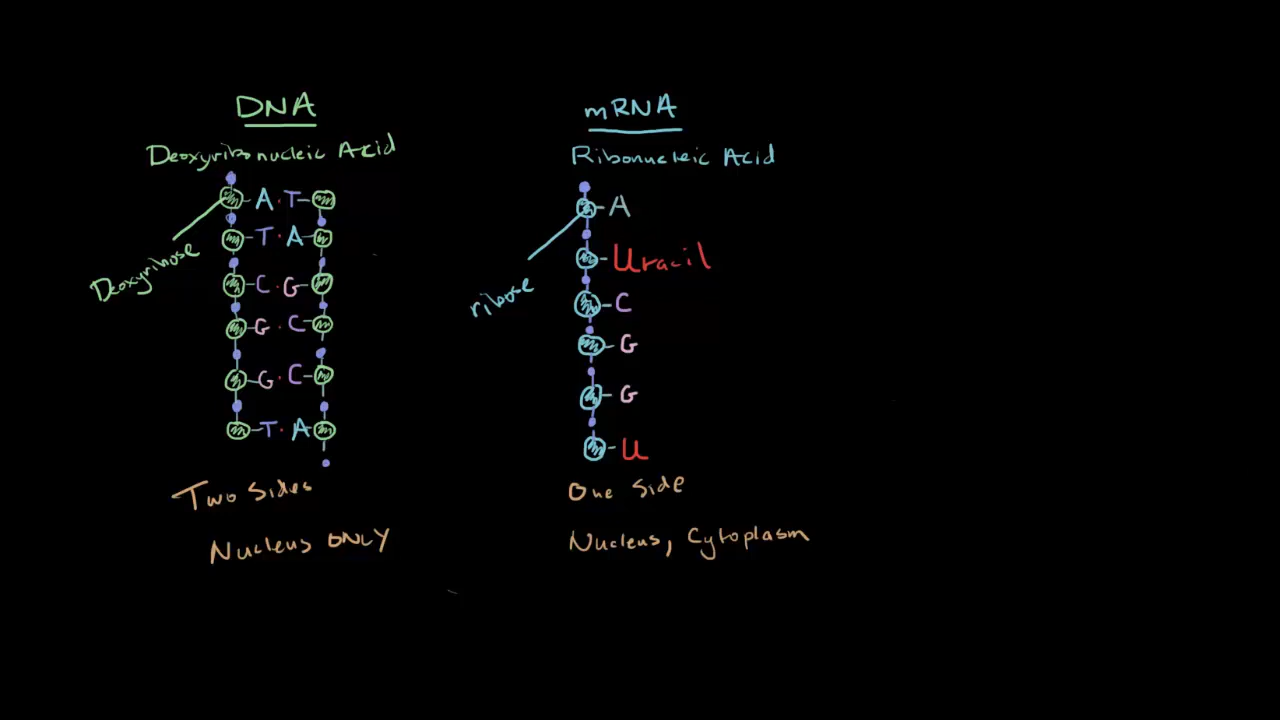 DNA
Deoxyribonucleic Acid
A T
T A
C G
G C
G C
T A
Deoxyribose
Two Sides
Nucleus ONLY
mRNA
Ribonucleic Acid
A
Uracil
C
G
G
U
ribose
One Side
Nucleus, Cytoplasm